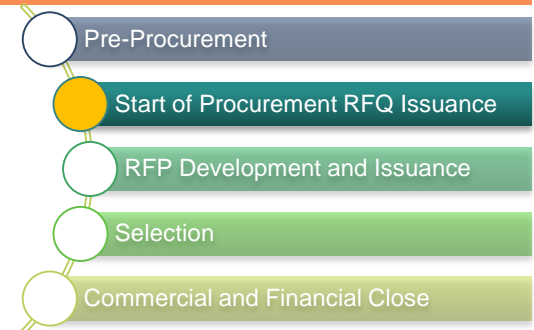 Pre-Procurement
Start of Procurement RFQ Issuance
RFP Development and Issuance
Selection
Commercial and Financial Close